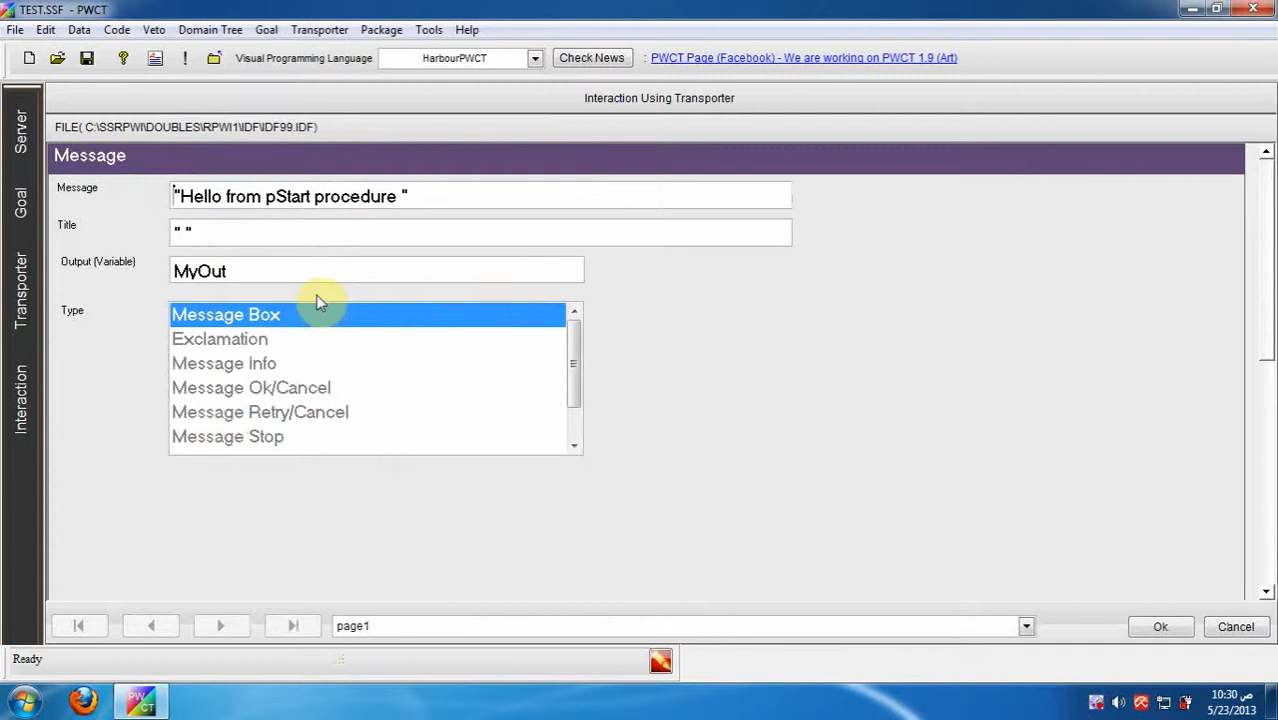 TEST.SSF - PWCT
File Edit Data Code Veto Domain Tree Goal Transporter Package Tools Help
Visual Programming Language HarbourPWCT Check News : PWCT Page (Facebook) - We are working on PWCT 1.9 (Art)
Interaction Using Transporter
FILE( C:\SSRPWI\DOUBLES\RPWI1\IDF\IDF99.IDF)
Server
Goal
Transporter
Interaction
Message
Message "Hello from pStart procedure "
Title " "
Output (Variable) MyOut
Type Message Box
Exclamation
Message Info
Message Ok/Cancel
Message Retry/Cancel
Message Stop
page1 Ok Cancel
Ready
PW
CT
10:30 ص
5/23/2013